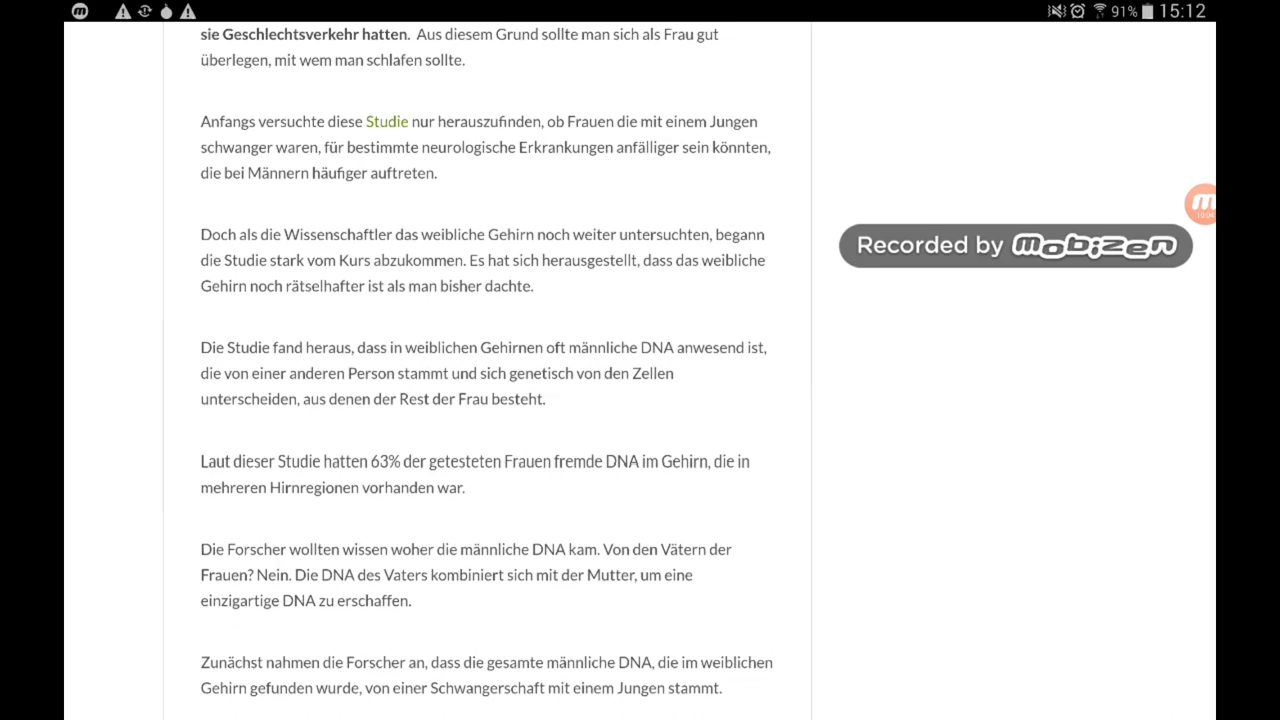 91% 15:12
sie Geschlechtsverkehr hatten. Aus diesem Grund sollte man sich als Frau gut
überlegen, mit wem man schlafen sollte.
Anfangs versuchte diese Studie nur herauszufinden, ob Frauen die mit einem Jungen
schwanger waren, für bestimmte neurologische Erkrankungen anfälliger sein könnten,
die bei Männern häufiger auftreten.
Recorded by mobizen
Doch als die Wissenschaftler das weibliche Gehirn noch weiter untersuchten, begann
die Studie stark vom Kurs abzukommen. Es hat sich herausgestellt, dass das weibliche
Gehirn noch rätselhafter ist als man bisher dachte.
Die Studie fand heraus, dass in weiblichen Gehirnen oft männliche DNA anwesend ist,
die von einer anderen Person stammt und sich genetisch von den Zellen
unterscheiden, aus denen der Rest der Frau besteht.
Laut dieser Studie hatten 63% der getesteten Frauen fremde DNA im Gehirn, die in
mehreren Hirnregionen vorhanden war.
Die Forscher wollten wissen woher die männliche DNA kam. Von den Vätern der
Frauen? Nein. Die DNA des Vaters kombiniert sich mit der Mutter, um eine
einzigartige DNA zu erschaffen.
Zunächst nahmen die Forscher an, dass die gesamte männliche DNA, die im weiblichen
Gehirn gefunden wurde, von einer Schwangerschaft mit einem Jungen stammt.